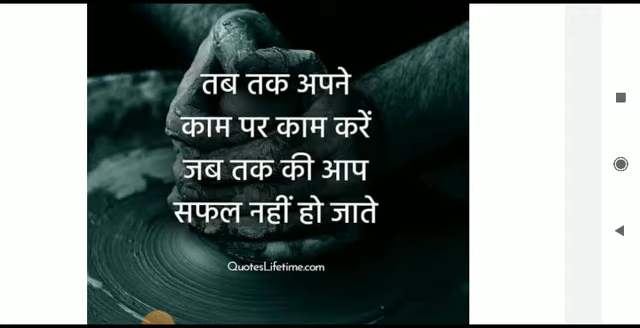 तब तक अपने
काम पर काम करें
जब तक की आप
सफल नहीं हो जाते
QuotesLifetime.com